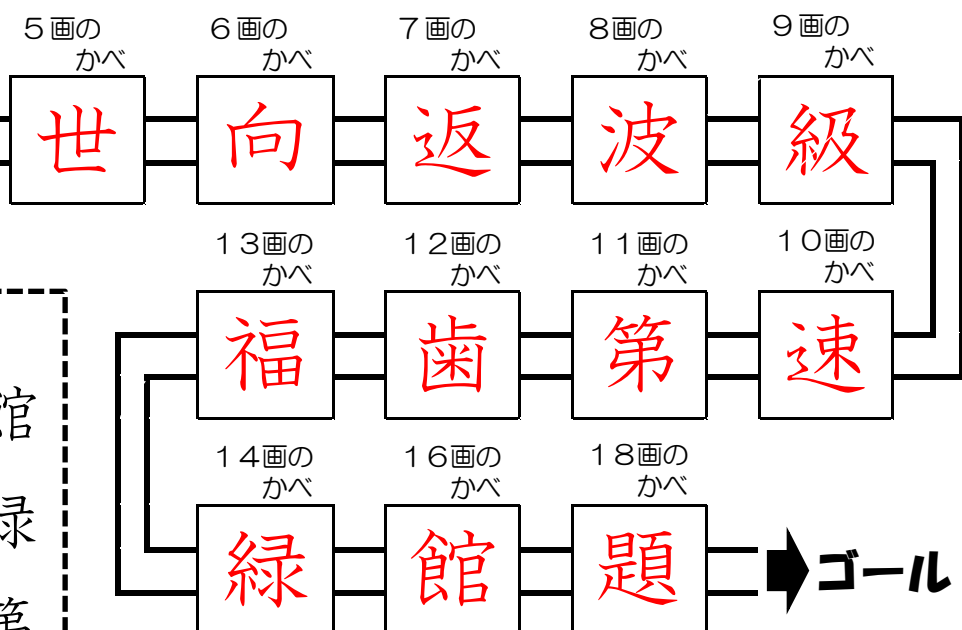 ５画の
かべ
世
６画の
かべ
向
７画の
かべ
返
８画の
かべ
波
９画の
かべ
級
１０画の
かべ
速
１１画の
かべ
第
１２画の
かべ
歯
１３画の
かべ
福
１４画の
かべ
緑
１６画の
かべ
館
１８画の
かべ
題
ゴール